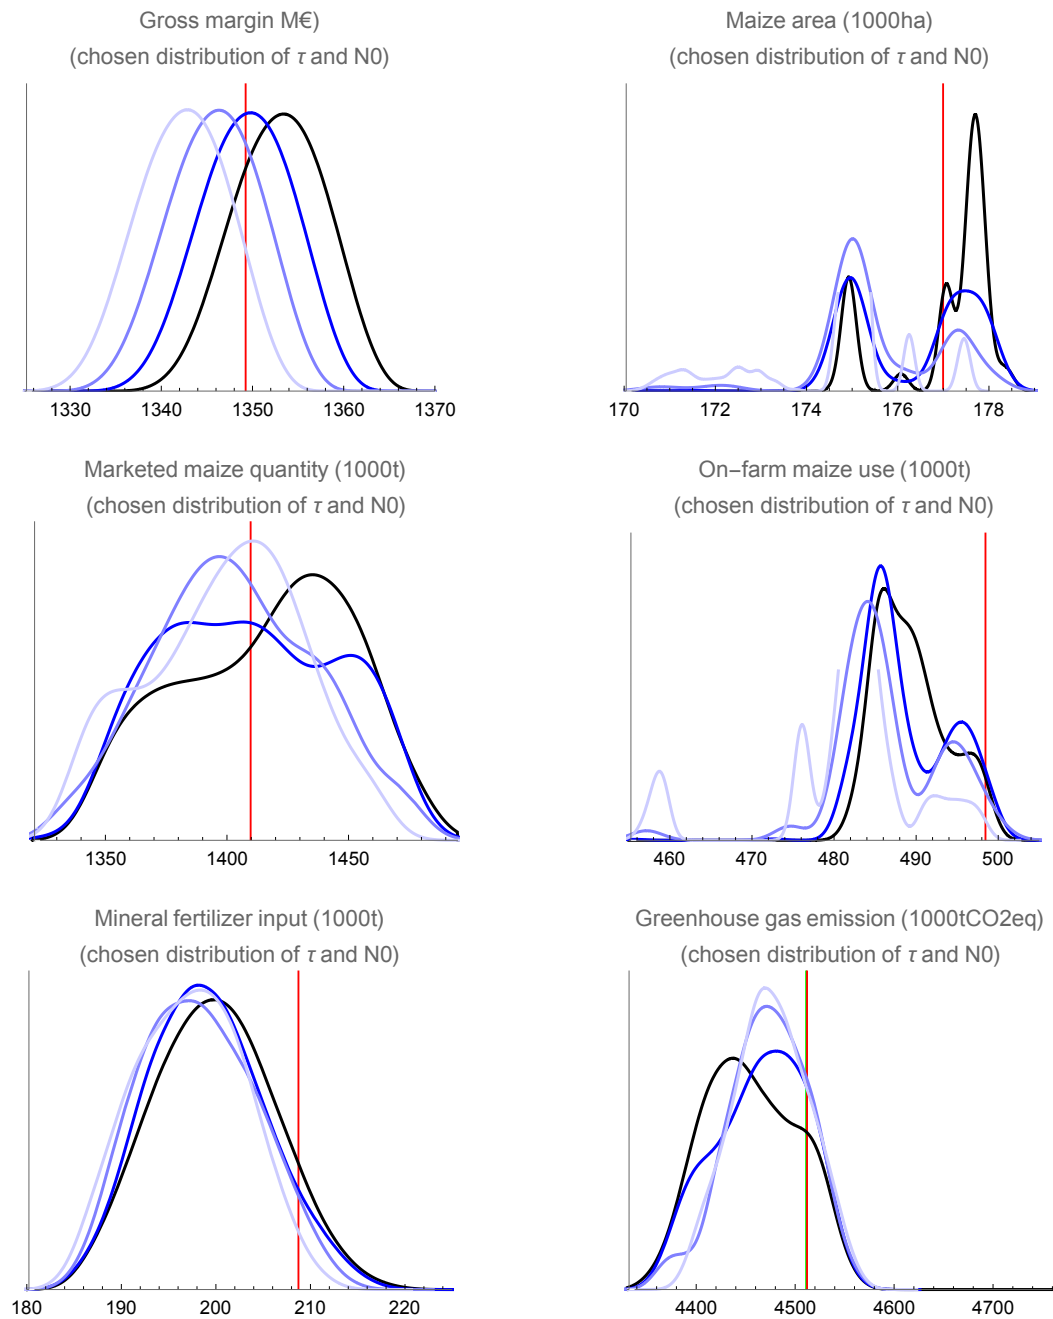 Gross margin M€)
(chosen distribution of τ and N0)
1330 1340 1350 1360 1370
Maize area (1000ha)
(chosen distribution of τ and N0)
170 172 174 176 178
Marketed maize quantity (1000t)
(chosen distribution of τ and N0)
1350 1400 1450
On−farm maize use (1000t)
(chosen distribution of τ and N0)
460 470 480 490 500
Mineral fertilizer input (1000t)
(chosen distribution of τ and N0)
180 190 200 210 220
Greenhouse gas emission (1000tCO2eq)
(chosen distribution of τ and N0)
4400 4500 4600 4700